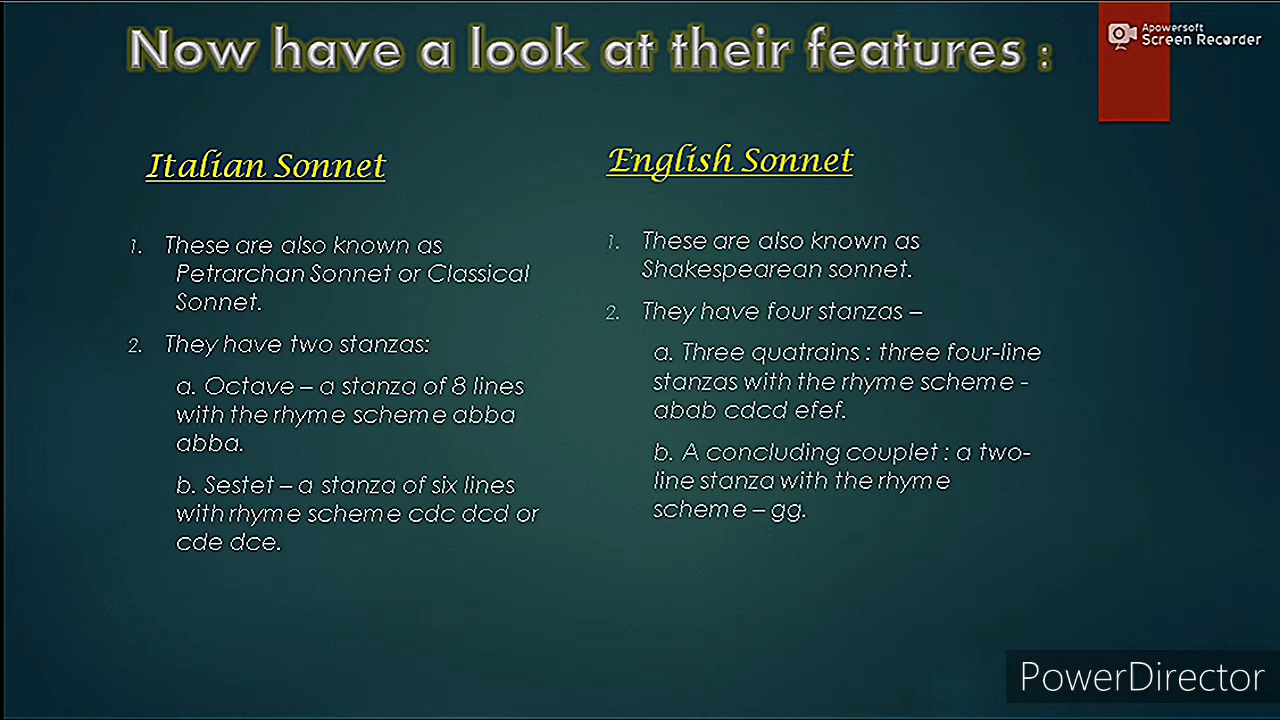 Now have a look at their features :
Apowersoft
Screen Recorder
Italian Sonnet
1. These are also known as
Petrarchan Sonnet or Classical
Sonnet.
2. They have two stanzas:
a. Octave – a stanza of 8 lines
with the rhyme scheme abba
abba.
b. Sestet – a stanza of six lines
with rhyme scheme cdc dcd or
cde dce.
English Sonnet
1. These are also known as
Shakespearean sonnet.
2. They have four stanzas –
a. Three quatrains : three four-line
stanzas with the rhyme scheme -
abab cdcd efef.
b. A concluding couplet : a two-
line stanza with the rhyme
scheme – gg.
PowerDirector